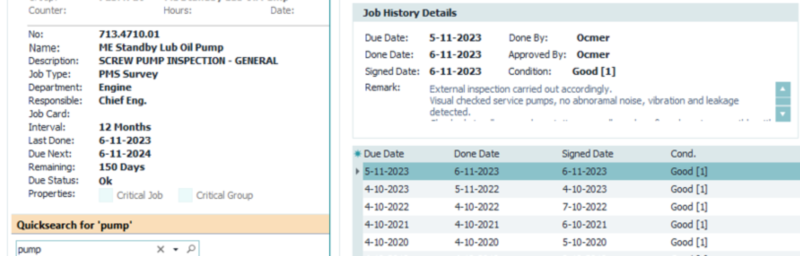 Counter: Hours: Date:
No: 713.4710.01
Name: ME Standby Lub Oil Pump
Description: SCREW PUMP INSPECTION - GENERAL
Job Type: PMS Survey
Department: Engine
Responsible: Chief Eng.
Job Card:
Interval: 12 Months
Last Done: 6-11-2023
Due Next: 6-11-2024
Remaining: 150 Days
Due Status: Ok
Properties: Critical Job Critical Group
Quicksearch for 'pump'
pump
Job History Details
Due Date: 5-11-2023 Done By: Ocmer
Done Date: 6-11-2023 Approved By: Ocmer
Signed Date: 6-11-2023 Condition: Good [1]
Remark: External inspection carried out accordingly.
Visual checked service pumps, no abnoramal noise, vibration and leakage
detected.
Due Date Done Date Signed Date Cond.
5-11-2023 6-11-2023 6-11-2023 Good [1]
4-10-2023 5-11-2022 4-10-2023 Good [1]
4-10-2022 4-10-2022 7-10-2022 Good [1]
4-10-2021 4-10-2021 6-10-2021 Good [1]
4-10-2020 4-10-2020 5-10-2020 Good [1]